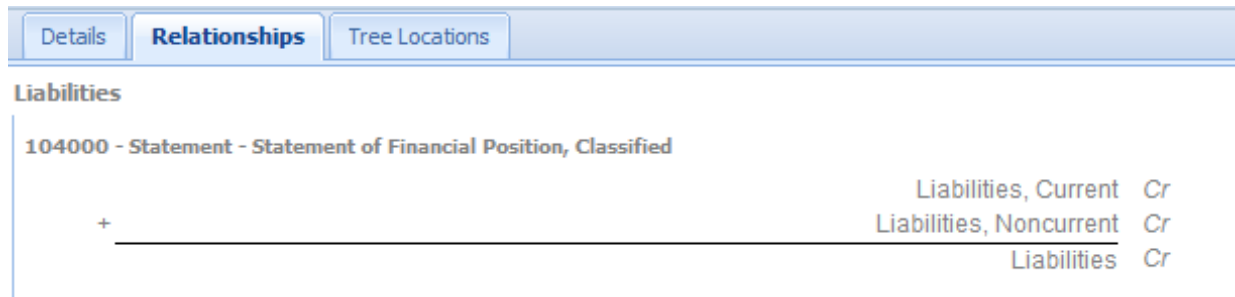 Details Relationships Tree Locations
Liabilities
104000 - Statement - Statement of Financial Position, Classified
Liabilities, Current Cr
+ Liabilities, Noncurrent Cr
Liabilities Cr